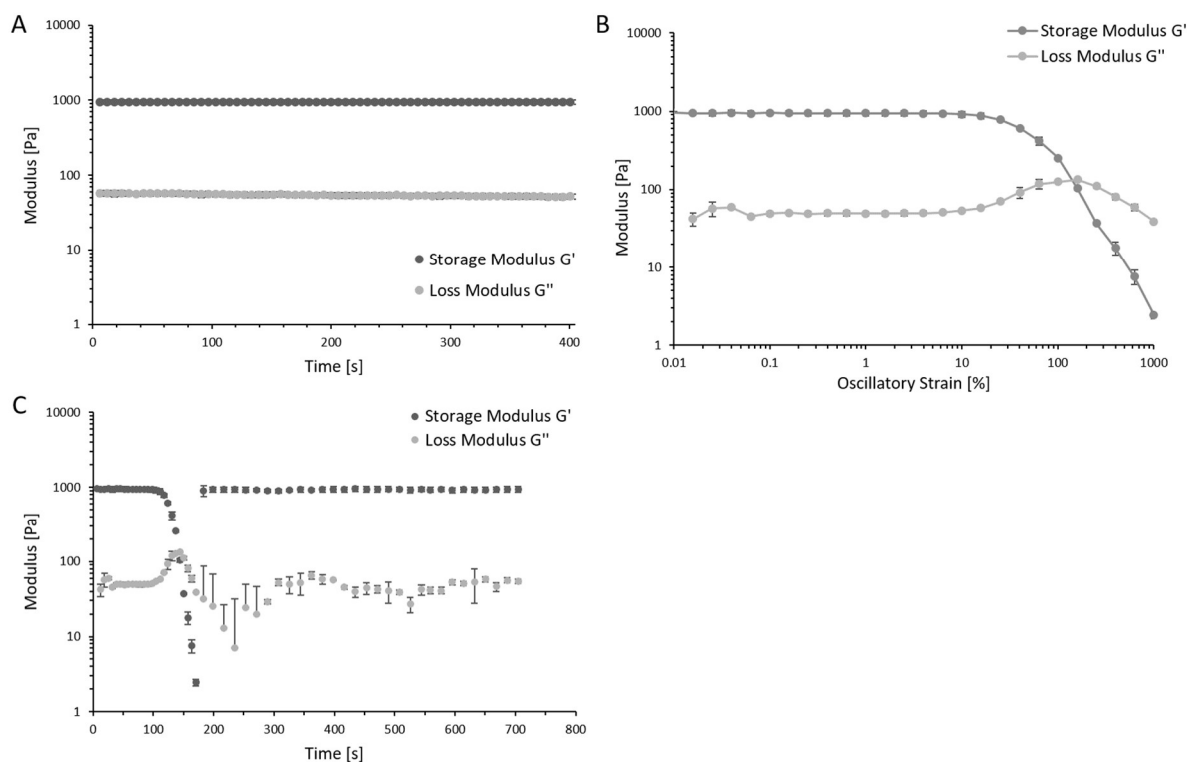 A
10000
1000
100
10
1
Modulus [Pa]
Storage Modulus G'
Loss Modulus G"
0
100
200
300
400
Time [s]
B
Storage Modulus G'
Loss Modulus G"
10000
1000
100
10
1
Modulus [Pa]
0.01
0.1
1
10
100
1000
Oscillatory Strain [%]
C
Storage Modulus G'
Loss Modulus G"
10000
1000
100
10
1
Modulus [Pa]
0
100
200
300
400
500
600
700
800
Time [s]